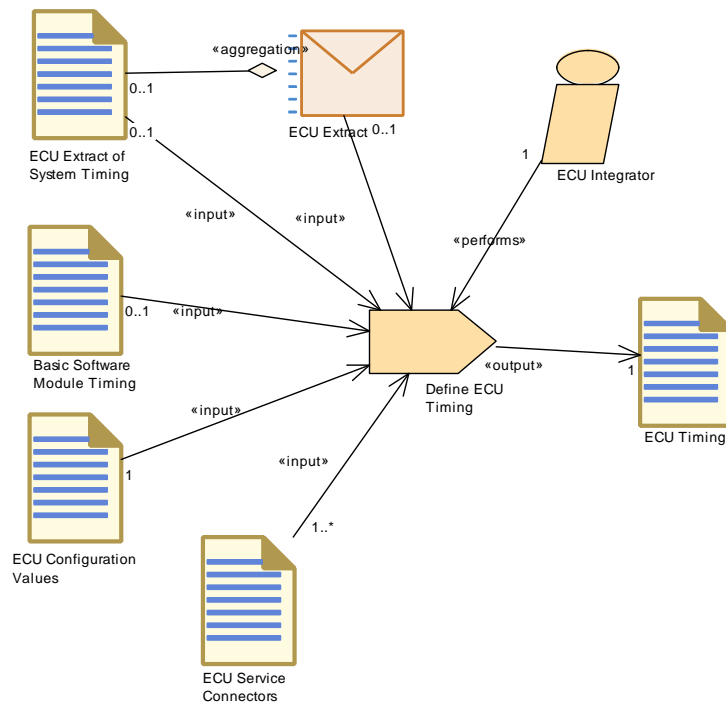 «aggregation»
0..1
0..1
ECU Extract
0..1
ECU Extract of
System Timing
1
ECU Integrator
«input»
«input»
«performs»
0..1
«input»
Basic Software
Module Timing
«output»
1
Define ECU
Timing
«input»
ECU Timing
1
«input»
1..*
ECU Configuration
Values
ECU Service
Connectors